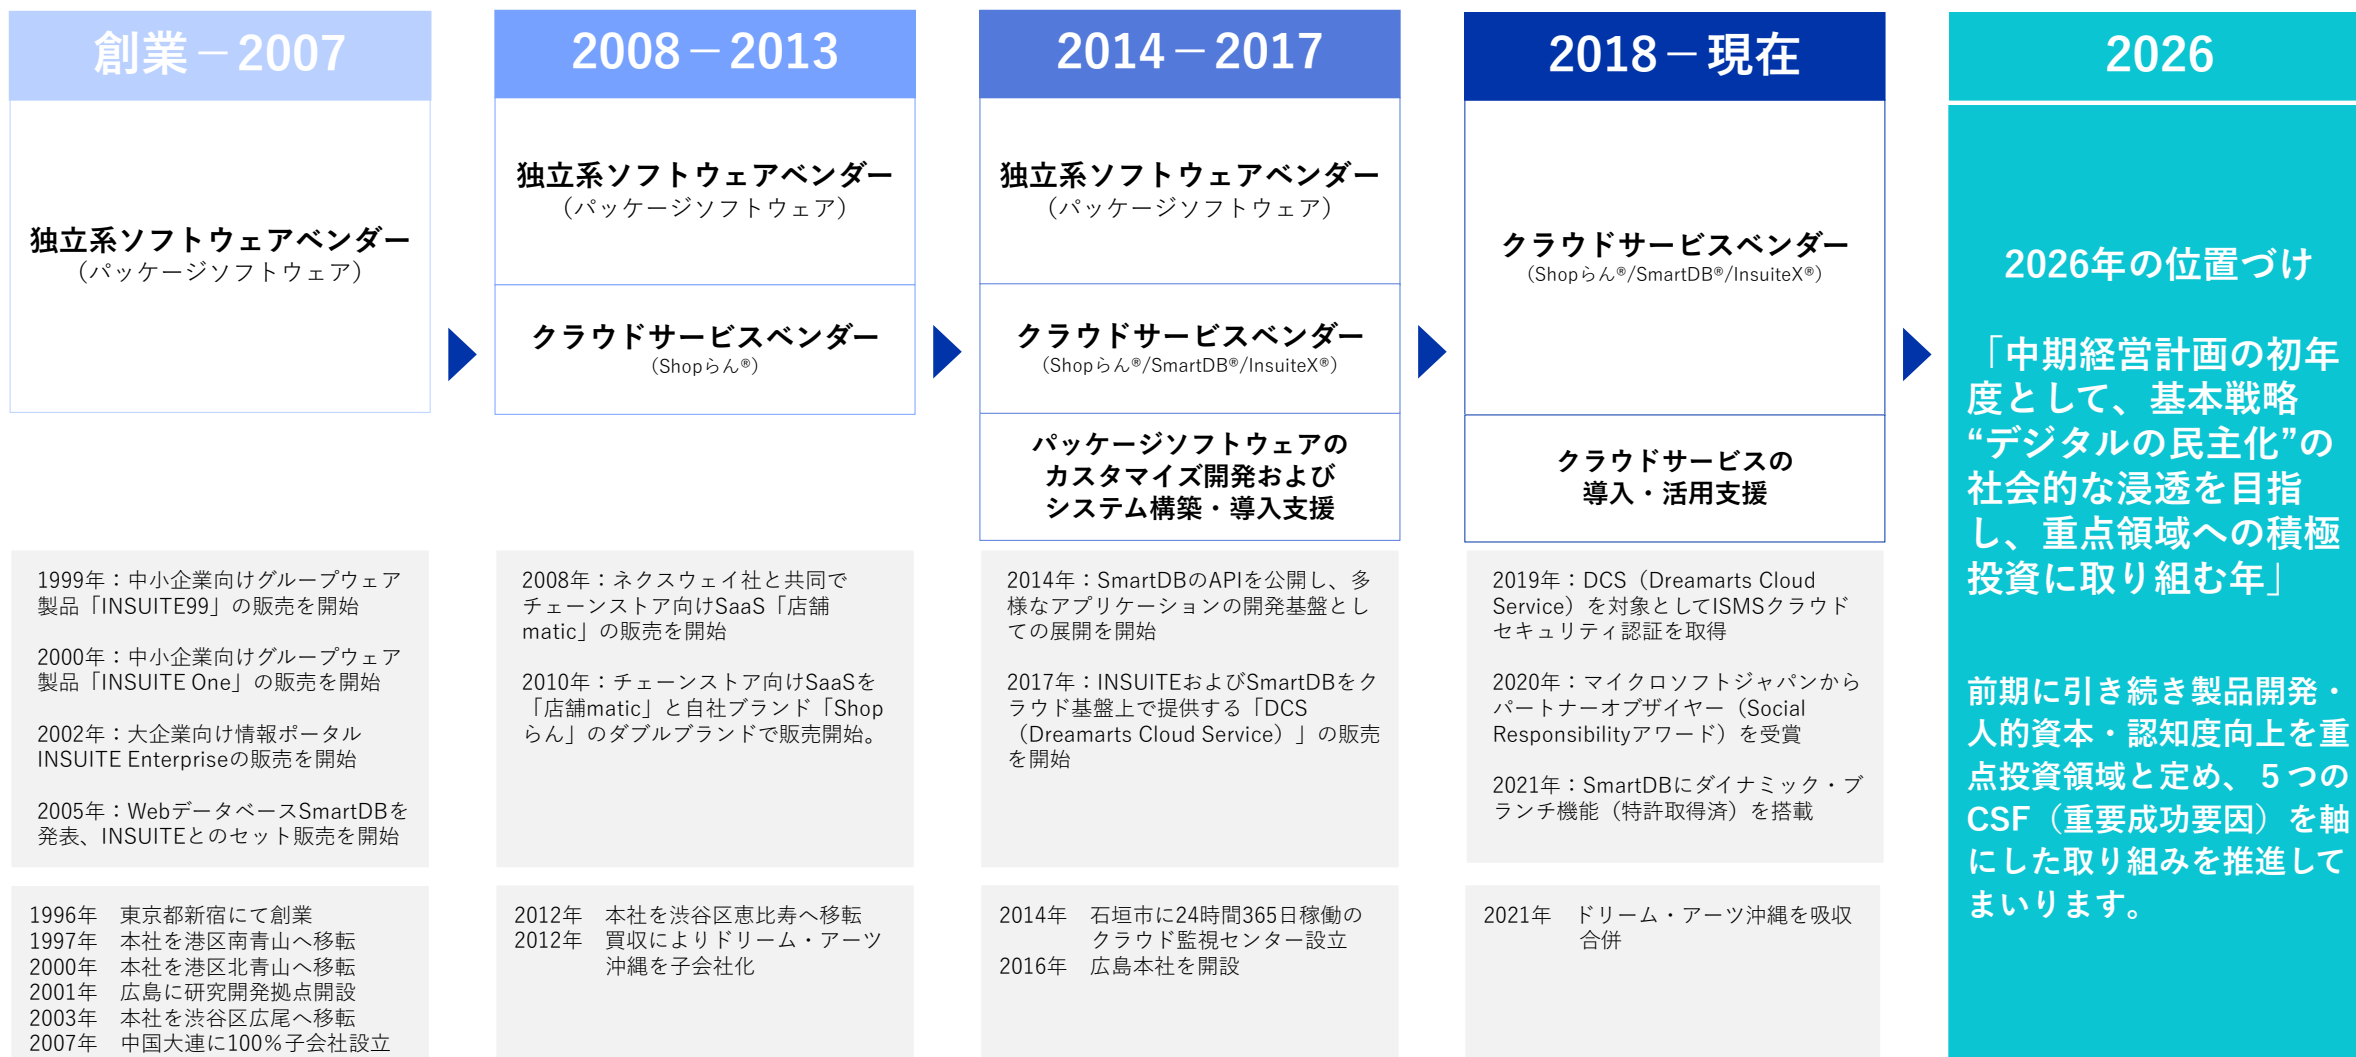 創業－2007
独立系ソフトウェアベンダー
（パッケージソフトウェア）
1999年：中小企業向けグループウェア
製品「INSUITE99」の販売を開始
2000年：中小企業向けグループウェア
製品「INSUITE One」の販売を開始
2002年：大企業向け情報ポータル
INSUITE Enterpriseの販売を開始
2005年：WebデータベースSmartDBを
発表、INSUITEとのセット販売を開始
1996年　東京都新宿にて創業
1997年　本社を港区南青山へ移転
2000年　本社を港区北青山へ移転
2001年　広島に研究開発拠点開設
2003年　本社を渋谷区広尾へ移転
2007年　中国大連に100％子会社設立
2008－2013
独立系ソフトウェアベンダー
（パッケージソフトウェア）
クラウドサービスベンダー
（Shopらん®）
2008年：ネクスウェイ社と共同で
チェーンストア向けSaaS「店舗
matic」の販売を開始
2010年：チェーンストア向けSaaSを
「店舗matic」と自社ブランド「Shop
らん」のダブルブランドで販売開始。
2012年　本社を渋谷区恵比寿へ移転
2012年　買収によりドリーム・アーツ
沖縄を子会社化
2014－2017
独立系ソフトウェアベンダー
（パッケージソフトウェア）
クラウドサービスベンダー
（Shopらん®/SmartDB®/InsuiteX®）
パッケージソフトウェアの
カスタマイズ開発および
システム構築・導入支援
2014年：SmartDBのAPIを公開し、多
様なアプリケーションの開発基盤とし
ての展開を開始
2017年：INSUITEおよびSmartDBをク
ラウド基盤上で提供する「DCS
（Dreamarts Cloud Service）」の販売
を開始
2014年　石垣市に24時間365日稼働の
クラウド監視センター設立
2016年　広島本社を開設
2018－現在
クラウドサービスベンダー
（Shopらん®/SmartDB®/InsuiteX®）
クラウドサービスの
導入・活用支援
2019年：DCS（Dreamarts Cloud
Service）を対象としてISMSクラウド
セキュリティ認証を取得
2020年：マイクロソフトジャパンから
パートナーオブザイヤー（Social
Responsibilityアワード）を受賞
2021年：SmartDBにダイナミック・ブ
ランチ機能（特許取得済）を搭載
2021年　ドリーム・アーツ沖縄を吸収
合併
2026
2026年の位置づけ
「中期経営計画の初年
度として、基本戦略
“デジタルの民主化”の
社会的な浸透を目指
し、重点領域への積極
投資に取り組む年」
前期に引き続き製品開発・
人的資本・認知度向上を重
点投資領域と定め、５つの
CSF（重要成功要因）を軸
にした取り組みを推進して
まいります。